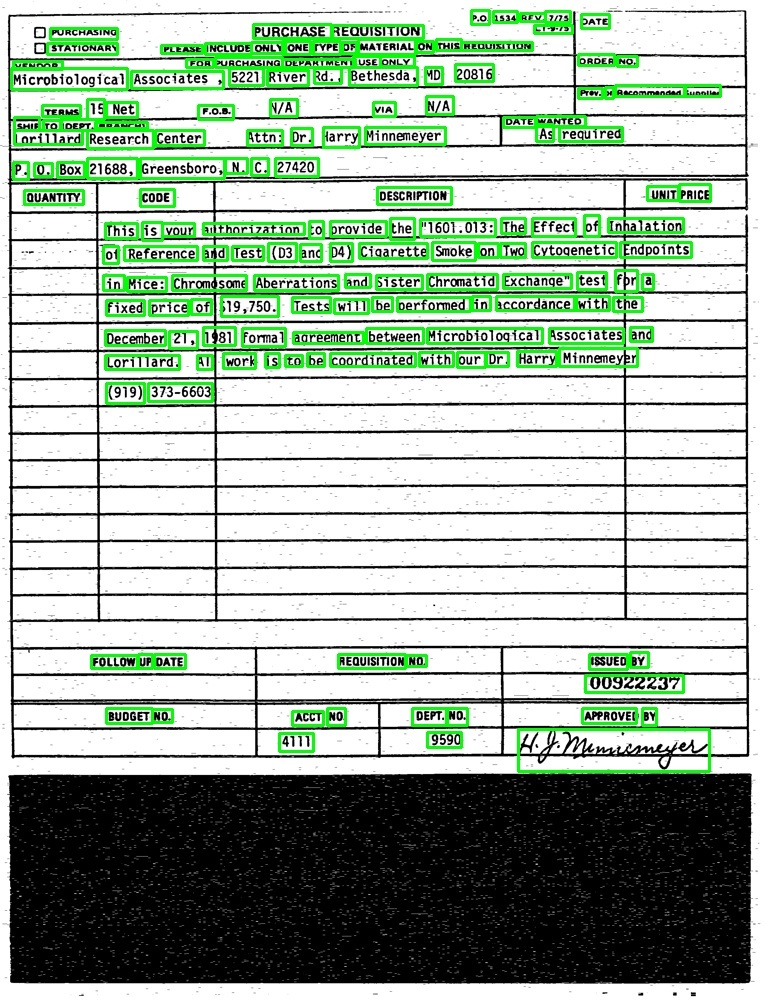 PURCHASING
STATIONARY
PURCHASE REQUISITION
P.O. 1534 REV. 7/75
DATE
PLEASE INCLUDE ONLY ONE TYPE OF MATERIAL ON THIS REQUISITION
FOR PURCHASING DEPARTMENT USE ONLY
VENDOR
ORDER NO.
Microbiological Associates , 5221 River Rd., Bethesda, MD 20816
Prev. or Recommended Supplier
TERMS 15 Net F.O.B. N/A VIA N/A
SHIP TO (DEPT. BRANCH)
DATE WANTED
Lorillard Research Center Attn: Dr. Harry Minnemeyer
As required
P. O. Box 21688, Greensboro, N. C. 27420
QUANTITY CODE DESCRIPTION UNIT PRICE
This is your authorization to provide the "1601.013: The Effect of Inhalation
of Reference and Test (D3 and D4) Cigarette Smoke on Two Cytogenetic Endpoints
in Mice: Chromosome Aberrations and Sister Chromatid Exchange" test for a
fixed price of $19,750. Tests will be performed in accordance with the
December 21, 1981 formal agreement between Microbiological Associates and
Lorillard. All work is to be coordinated with our Dr. Harry Minnemeyer
(919) 373-6603
FOLLOW UP DATE REQUISITION NO. ISSUED BY
00922237
BUDGET NO. ACCT NO. DEPT. NO. APPROVED BY
4111 9590 H. J. Minnemeyer